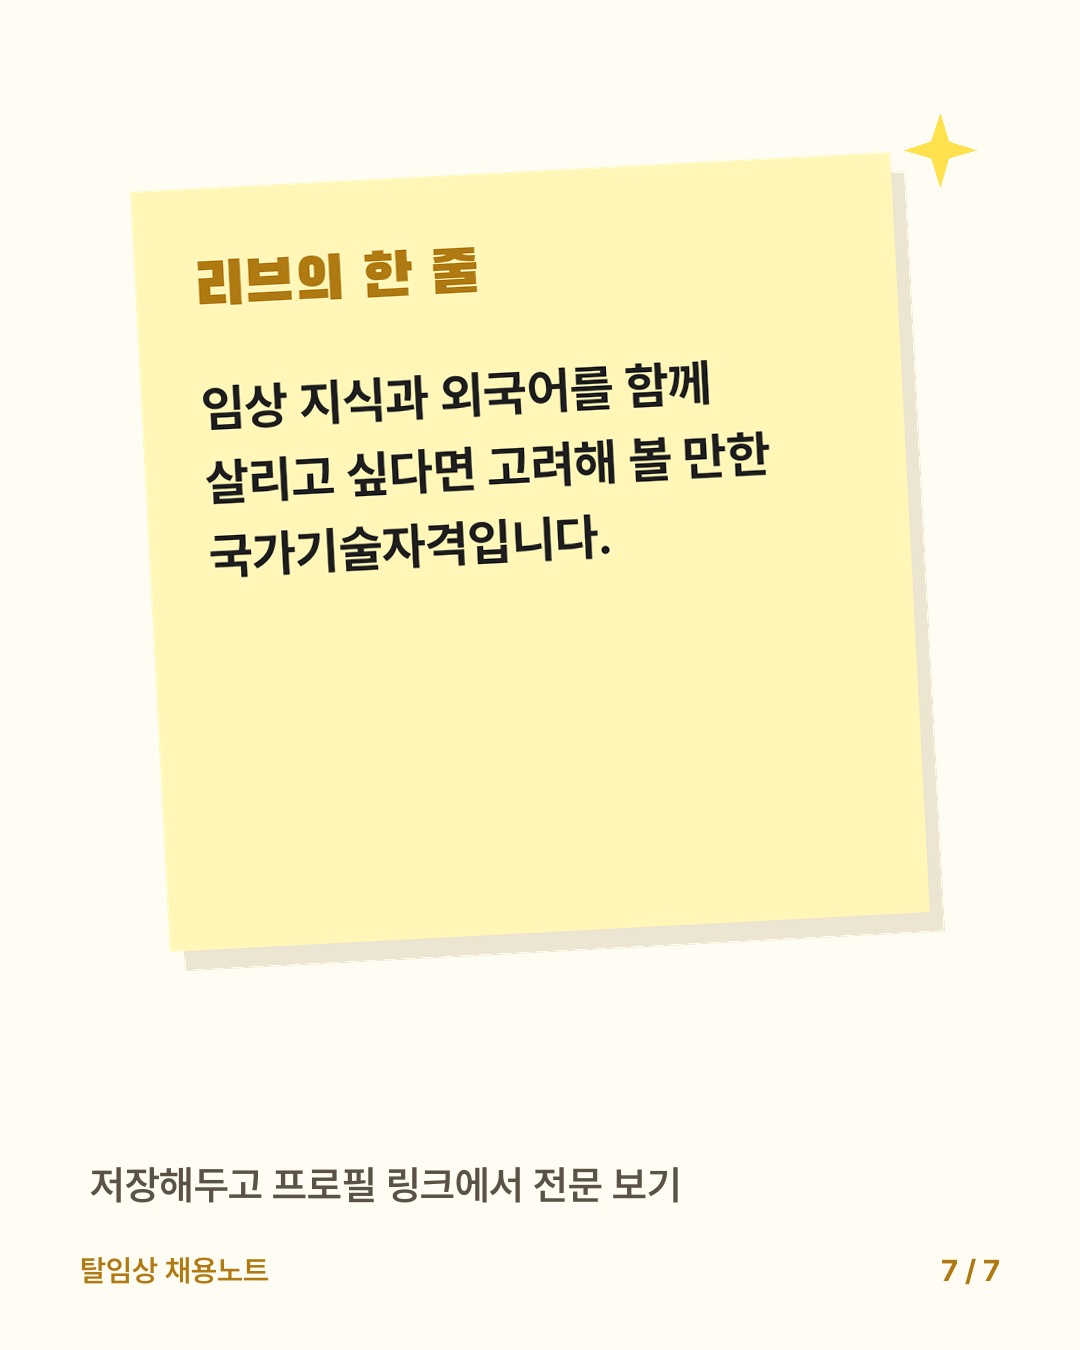 리브의 한 줄
임상 지식과 외국어를 함께
살리고 싶다면 고려해 볼 만한
국가기술자격입니다.
저장해두고 프로필 링크에서 전문 보기
탈임상 채용노트
7 / 7